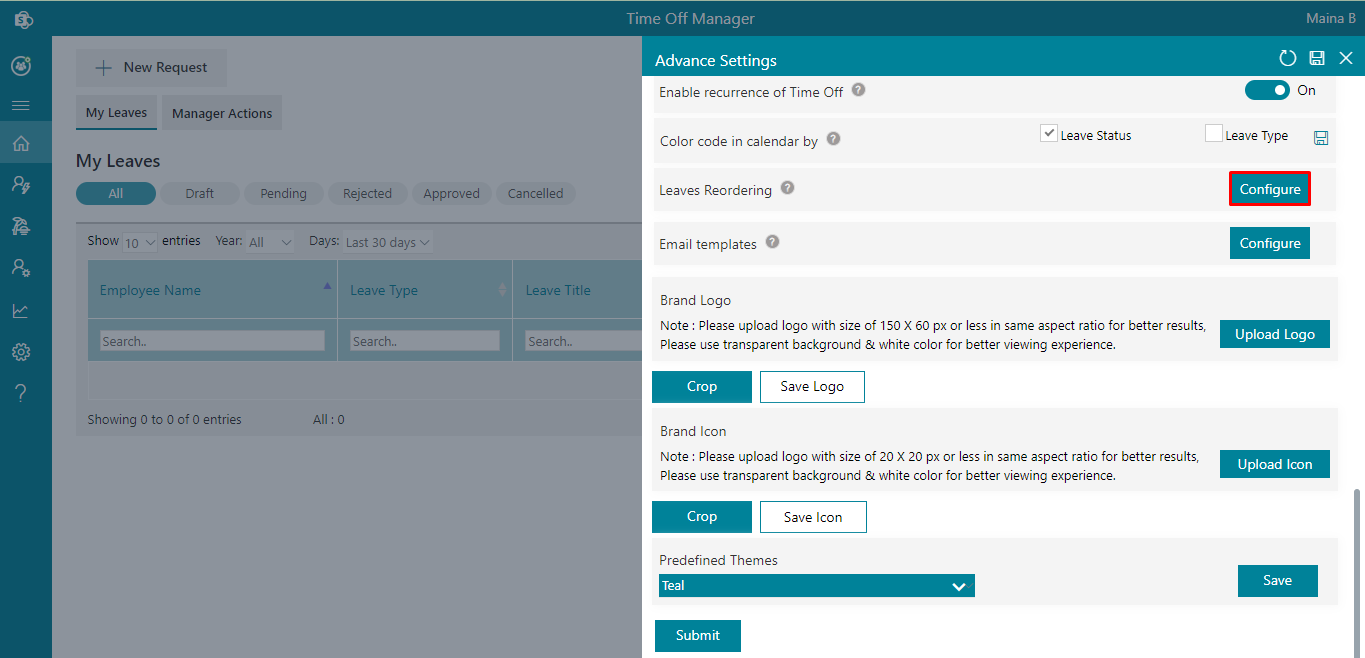 Time Off Manager
Maina B
New Request
My Leaves
Manager Actions
My Leaves
All
Draft
Pending
Rejected
Approved
Cancelled
Show 10 entries Year: All Days: Last 30 days
Employee Name
Leave Type
Leave Title
Search..
Search..
Search..
Showing 0 to 0 of 0 entries
All : 0
Advance Settings
Enable recurrence of Time Off ?
On
Color code in calendar by ?
Leave Status
Leave Type
Leaves Reordering ?
Configure
Email templates ?
Configure
Brand Logo
Note : Please upload logo with size of 150 X 60 px or less in same aspect ratio for better results,
Please use transparent background & white color for better viewing experience.
Upload Logo
Crop
Save Logo
Brand Icon
Note : Please upload logo with size of 20 X 20 px or less in same aspect ratio for better results,
Please use transparent background & white color for better viewing experience.
Upload Icon
Crop
Save Icon
Predefined Themes
Teal
Save
Submit